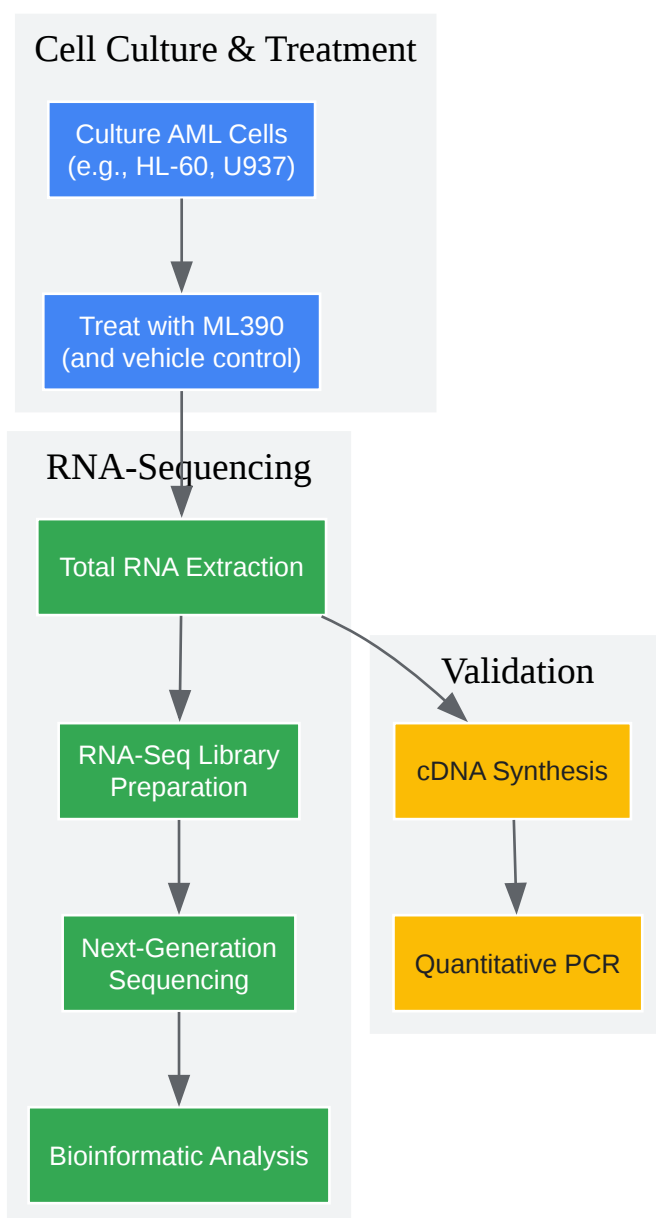 Cell Culture & Treatment
Culture AML Cells
(e.g., HL-60, U937)
Treat with ML390
(and vehicle control)
RNA-Sequencing
Total RNA Extraction
RNA-Seq Library
Preparation
Next-Generation
Sequencing
Bioinformatic Analysis
Validation
cDNA Synthesis
Quantitative PCR